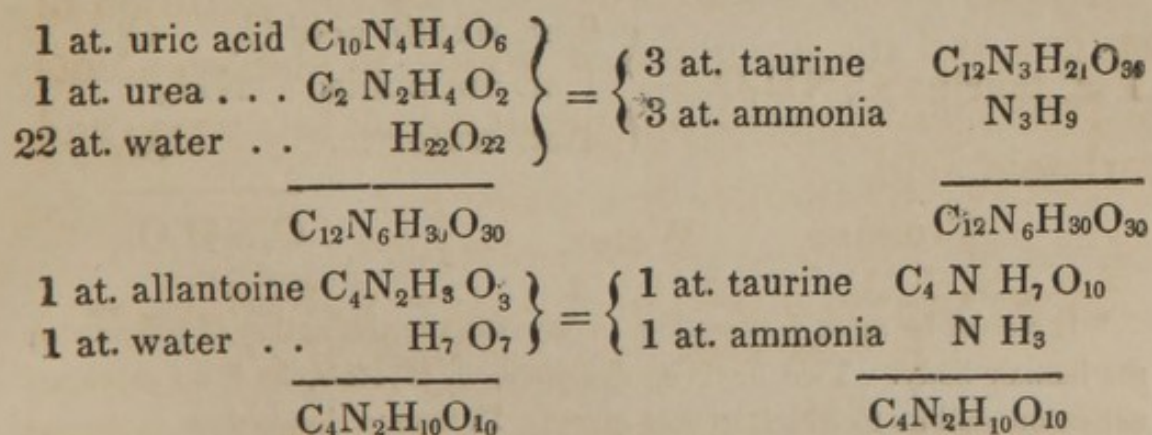 1 at. uric acid C₁₀N₄H₄O₆ } = { 3 at. taurine C₁₂N₃H₂₁O₃₀
1 at. urea . . . C₂ N₂H₄O₂ 3 at. ammonia N₃H₉
22 at. water . . H₂₂O₂₂
C₁₂N₆H₃₀O₃₀ C₁₂N₆H₃₀O₃₀
1 at. allantoine C₄N₂H₃ O₃ } = { 1 at. taurine C₄ N H₇ O₁₀
1 at. water . . H₇ O₇ 1 at. ammonia N H₃
C₄N₂H₁₀O₁₀ C₄N₂H₁₀O₁₀